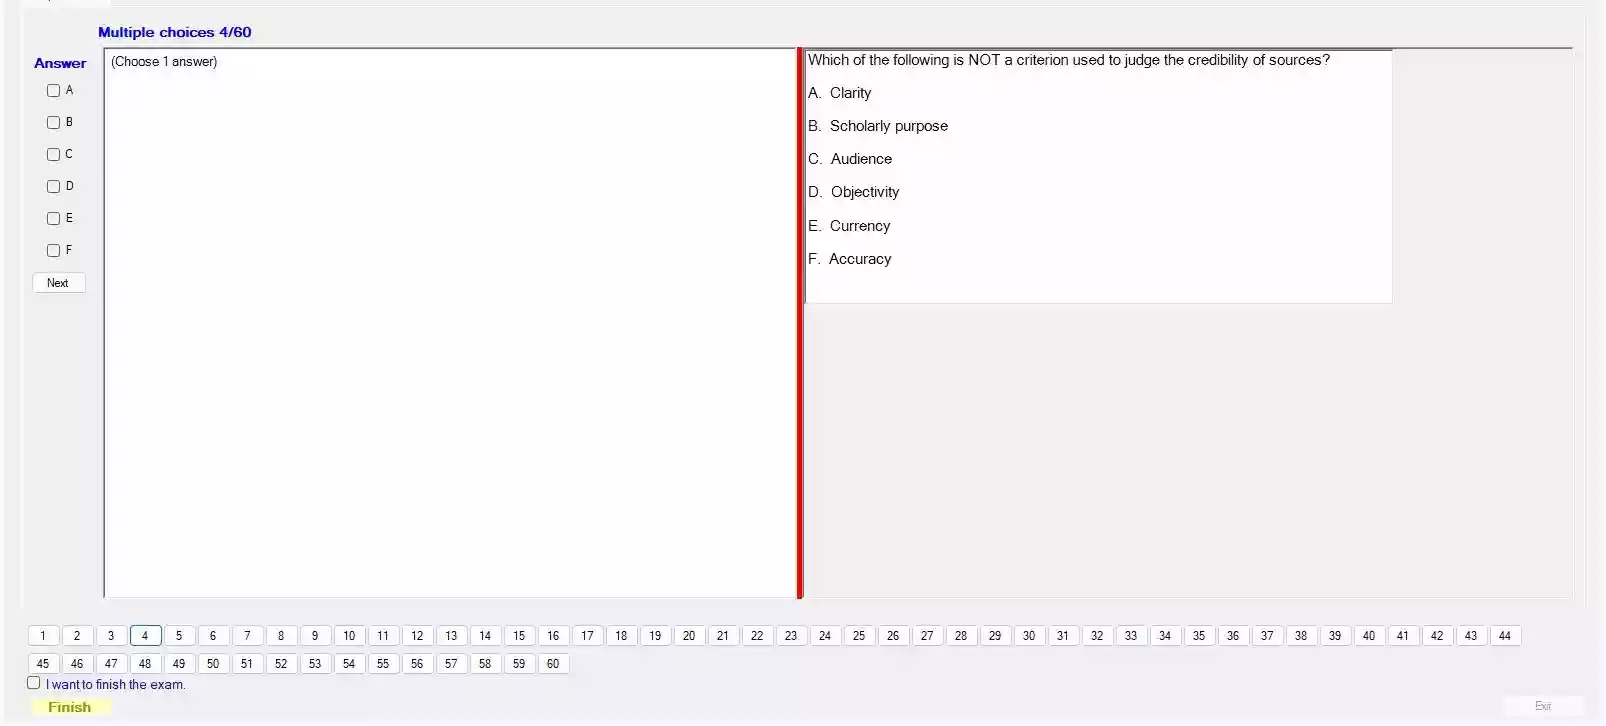 Multiple choices 4/60
Answer
(Choose 1 answer)
A
B
C
D
E
F
Next
Which of the following is NOT a criterion used to judge the credibility of sources?
A. Clarity
B. Scholarly purpose
C. Audience
D. Objectivity
E. Currency
F. Accuracy
1 2 3 4 5 6 7 8 9 10 11 12 13 14 15 16 17 18 19 20 21 22 23 24 25 26 27 28 29 30 31 32 33 34 35 36 37 38 39 40 41 42 43 44
45 46 47 48 49 50 51 52 53 54 55 56 57 58 59 60
I want to finish the exam.
Finish
Exit